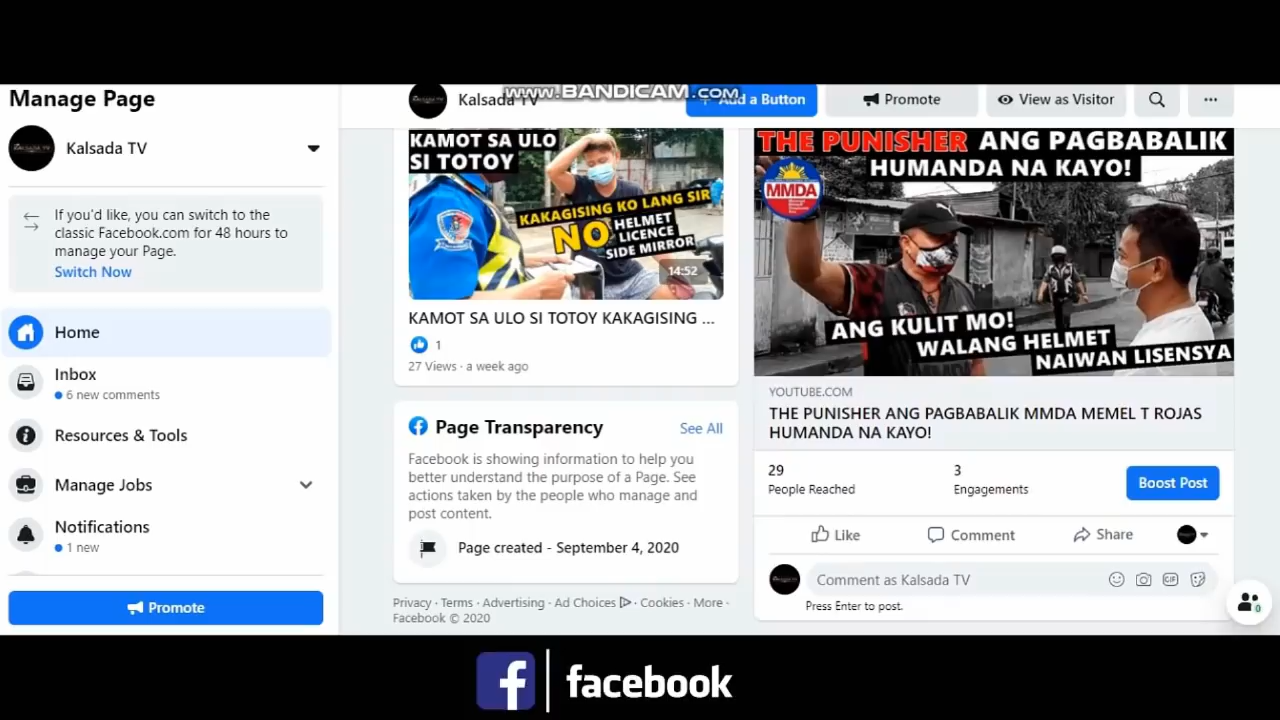 www.BANDICAM.com
Manage Page
Kalsada TV
If you'd like, you can switch to the
classic Facebook.com for 48 hours to
manage your Page.
Switch Now
Home
Inbox
6 new comments
Resources & Tools
Manage Jobs
Notifications
1 new
Promote
Kalsada TV
+ Add a Button
Promote
View as Visitor
KAMOT SA ULO
SI TOTOY
KAKAGISING KO LANG SIR
NO
HELMET
LICENCE
SIDE MIRROR
14:52
KAMOT SA ULO SI TOTOY KAKAGISING ...
1
27 Views · a week ago
Page Transparency
See All
Facebook is showing information to help you
better understand the purpose of a Page. See
actions taken by the people who manage and
post content.
Page created - September 4, 2020
Privacy · Terms · Advertising · Ad Choices · Cookies · More ·
Facebook © 2020
THE PUNISHER ANG PAGBABALIK
HUMANDA NA KAYO!
MMDA
ANG KULIT MO!
WALANG HELMET
NAIWAN LISENSYA
YOUTUBE.COM
THE PUNISHER ANG PAGBABALIK MMDA MEMEL T ROJAS
HUMANDA NA KAYO!
29
People Reached
3
Engagements
Boost Post
Like
Comment
Share
Comment as Kalsada TV
GIF
Press Enter to post.
0
f facebook